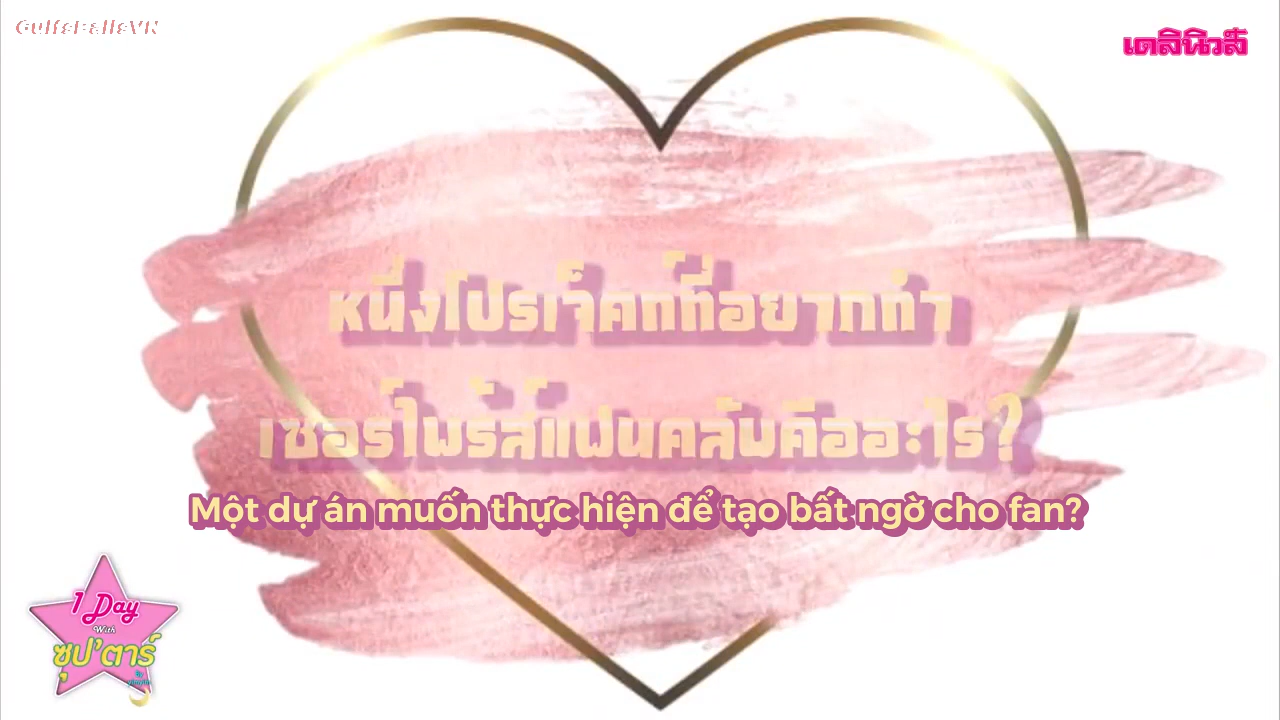 GulfsBellsVN
เดลินิวส์
หนึ่งโปรเจ็คท์ที่อยากทำ
เซอร์ไพร้ส์แฟนคลับคืออะไร?
Một dự án muốn thực hiện để tạo bất ngờ cho fan?
1 Day
With
ซุป'ตาร์
By